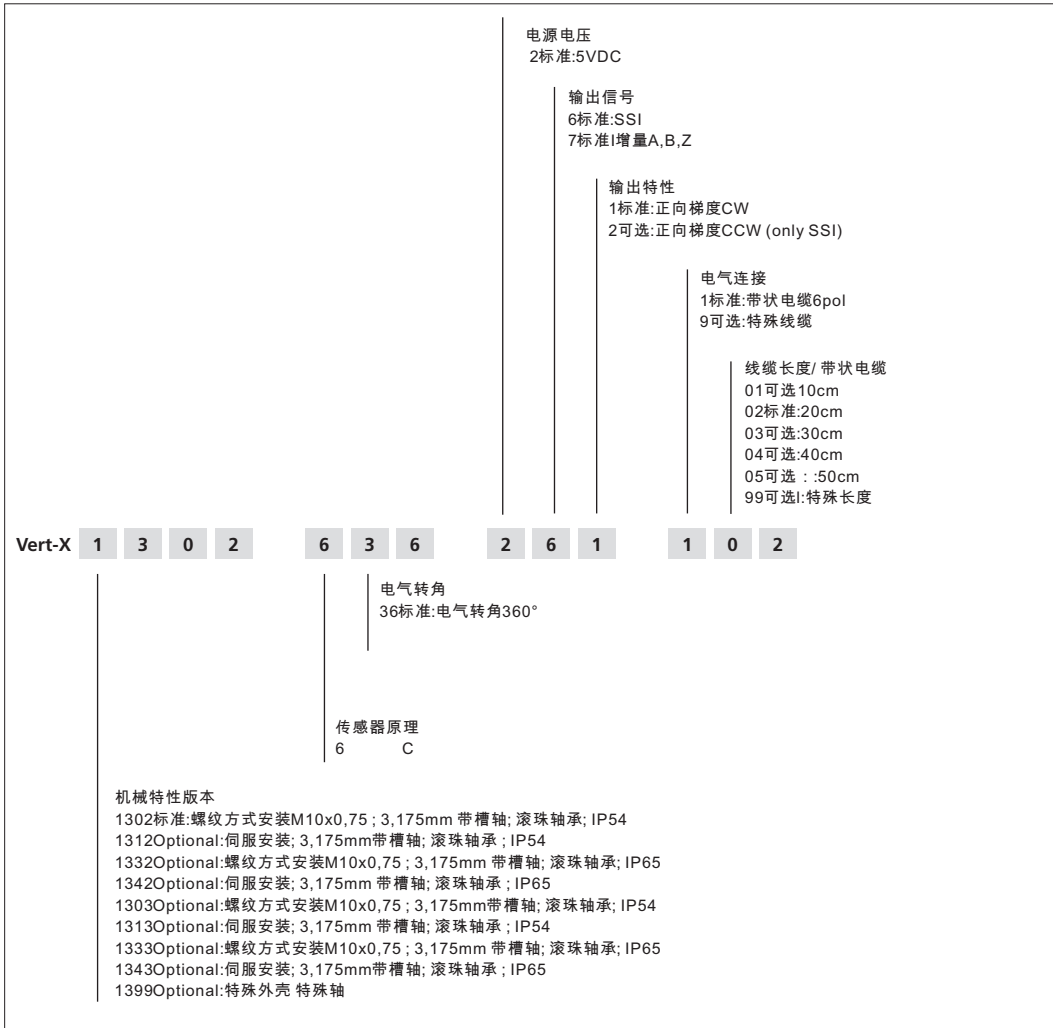 电源电压
2标准:5VDC
输出信号
6标准:SSI
7标准I增量A,B,Z
输出特性
1标准:正向梯度CW
2可选:正向梯度CCW (only SSI)
电气连接
1标准:带状电缆6pol
9可选:特殊线缆
线缆长度/ 带状电缆
01可选10cm
02标准:20cm
03可选:30cm
04可选:40cm
05可选 : :50cm
99可选I:特殊长度
Vert-X 1 3 0 2 6 3 6 2 6 1 1 0 2
电气转角
36标准:电气转角360°
传感器原理
6 C
机械特性版本
1302标准:螺纹方式安装M10x0,75 ; 3,175mm 带槽轴; 滚珠轴承; IP54
1312Optional:伺服安装; 3,175mm带槽轴; 滚珠轴承 ; IP54
1332Optional:螺纹方式安装M10x0,75 ; 3,175mm 带槽轴; 滚珠轴承; IP65
1342Optional:伺服安装; 3,175mm 带槽轴; 滚珠轴承 ; IP65
1303Optional:螺纹方式安装M10x0,75 ; 3,175mm带槽轴; 滚珠轴承; IP54
1313Optional:伺服安装; 3,175mm 带槽轴; 滚珠轴承 ; IP54
1333Optional:螺纹方式安装M10x0,75 ; 3,175mm 带槽轴; 滚珠轴承; IP65
1343Optional:伺服安装; 3,175mm带槽轴; 滚珠轴承 ; IP65
1399Optional:特殊外壳 特殊轴